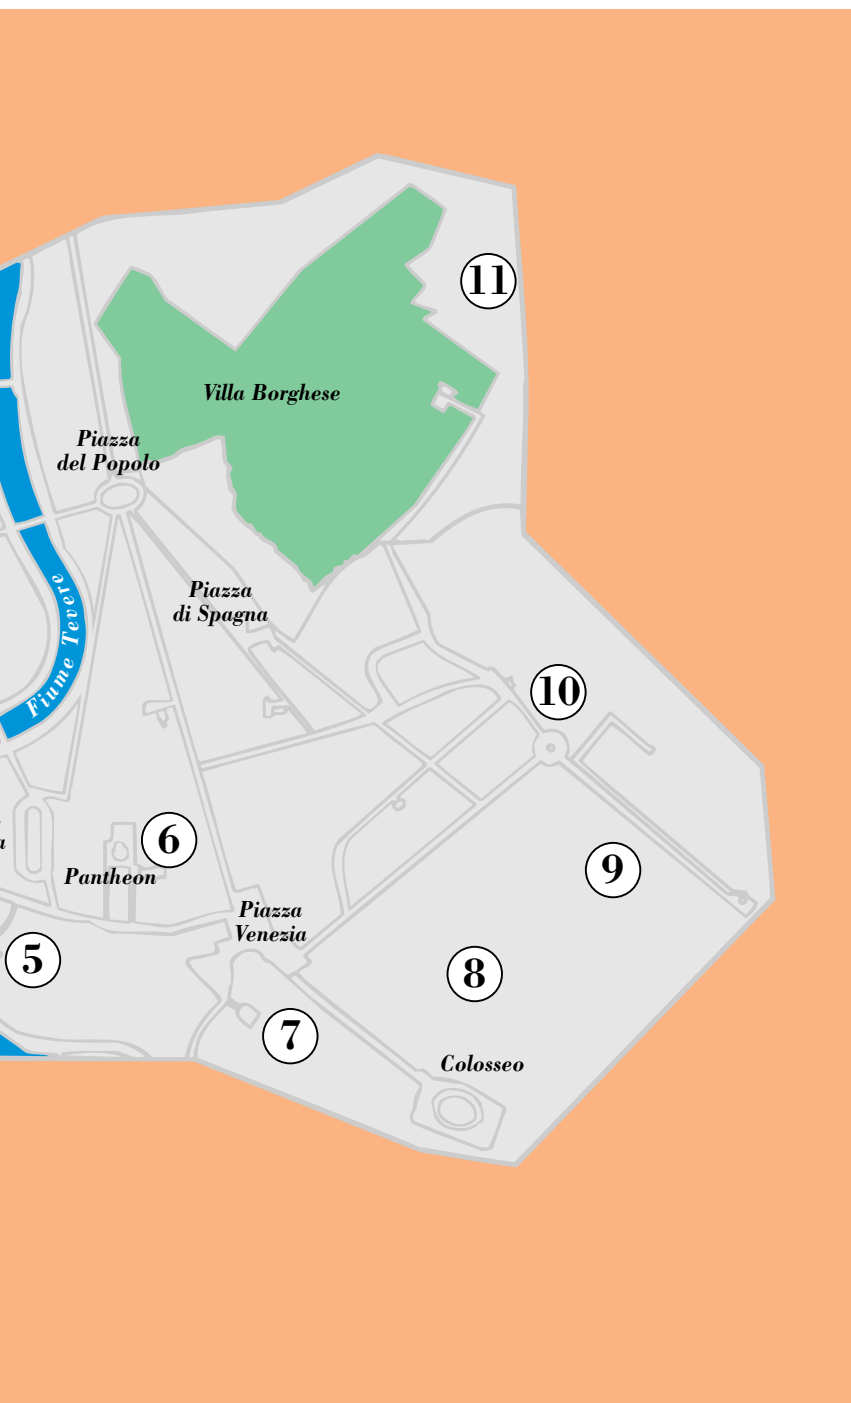 11
Villa Borghese
Piazza
del Popolo
Piazza
di Spagna
Fiume Tevere
10
6
9
Pantheon
Piazza
Venezia
5
8
7
Colosseo